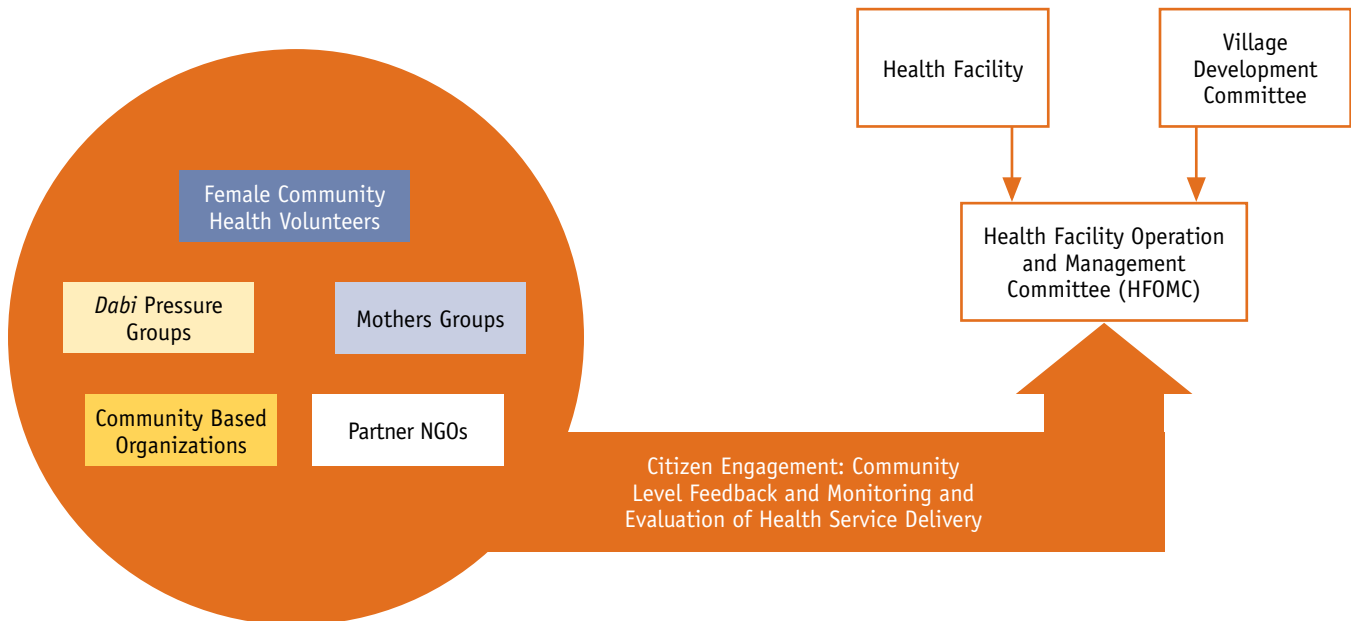 Health Facility
Village
Development
Committee
Female Community
Health Volunteers
Health Facility Operation
and Management
Committee (HFOMC)
Dabi Pressure
Groups
Mothers Groups
Community Based
Organizations
Partner NGOs
Citizen Engagement: Community
Level Feedback and Monitoring and
Evaluation of Health Service Delivery